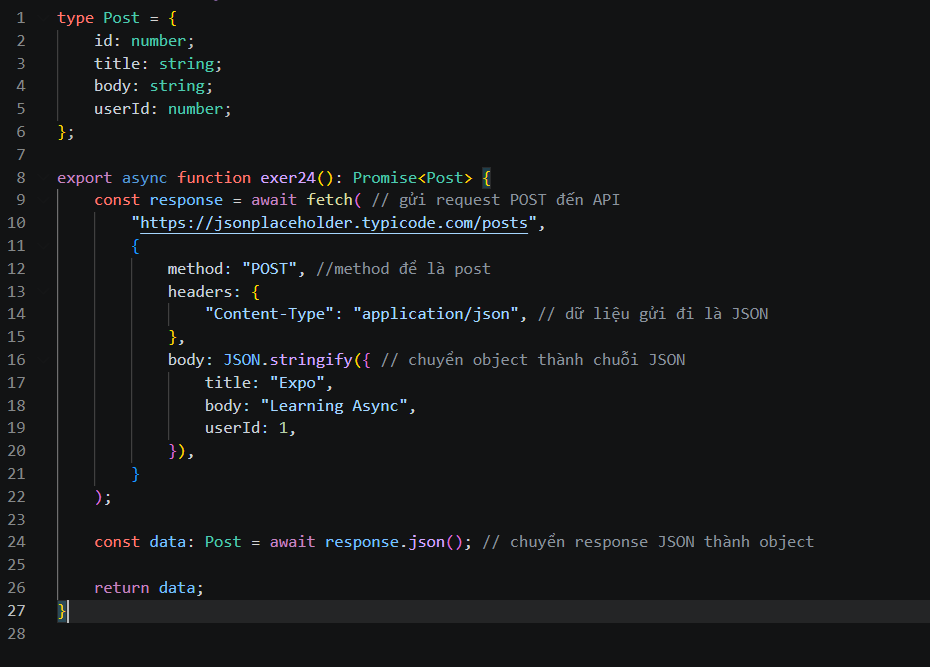 1 type Post = {
2 id: number;
3 title: string;
4 body: string;
5 userId: number;
6 };
7
8 export async function exer24(): Promise<Post> {
9 const response = await fetch( // gửi request POST đến API
10 "https://jsonplaceholder.typicode.com/posts",
11 {
12 method: "POST", //method để là post
13 headers: {
14 "Content-Type": "application/json", // dữ liệu gửi đi là JSON
15 },
16 body: JSON.stringify({ // chuyển object thành chuỗi JSON
17 title: "Expo",
18 body: "Learning Async",
19 userId: 1,
20 }),
21 }
22 );
23
24 const data: Post = await response.json(); // chuyển response JSON thành object
25
26 return data;
27 }
28